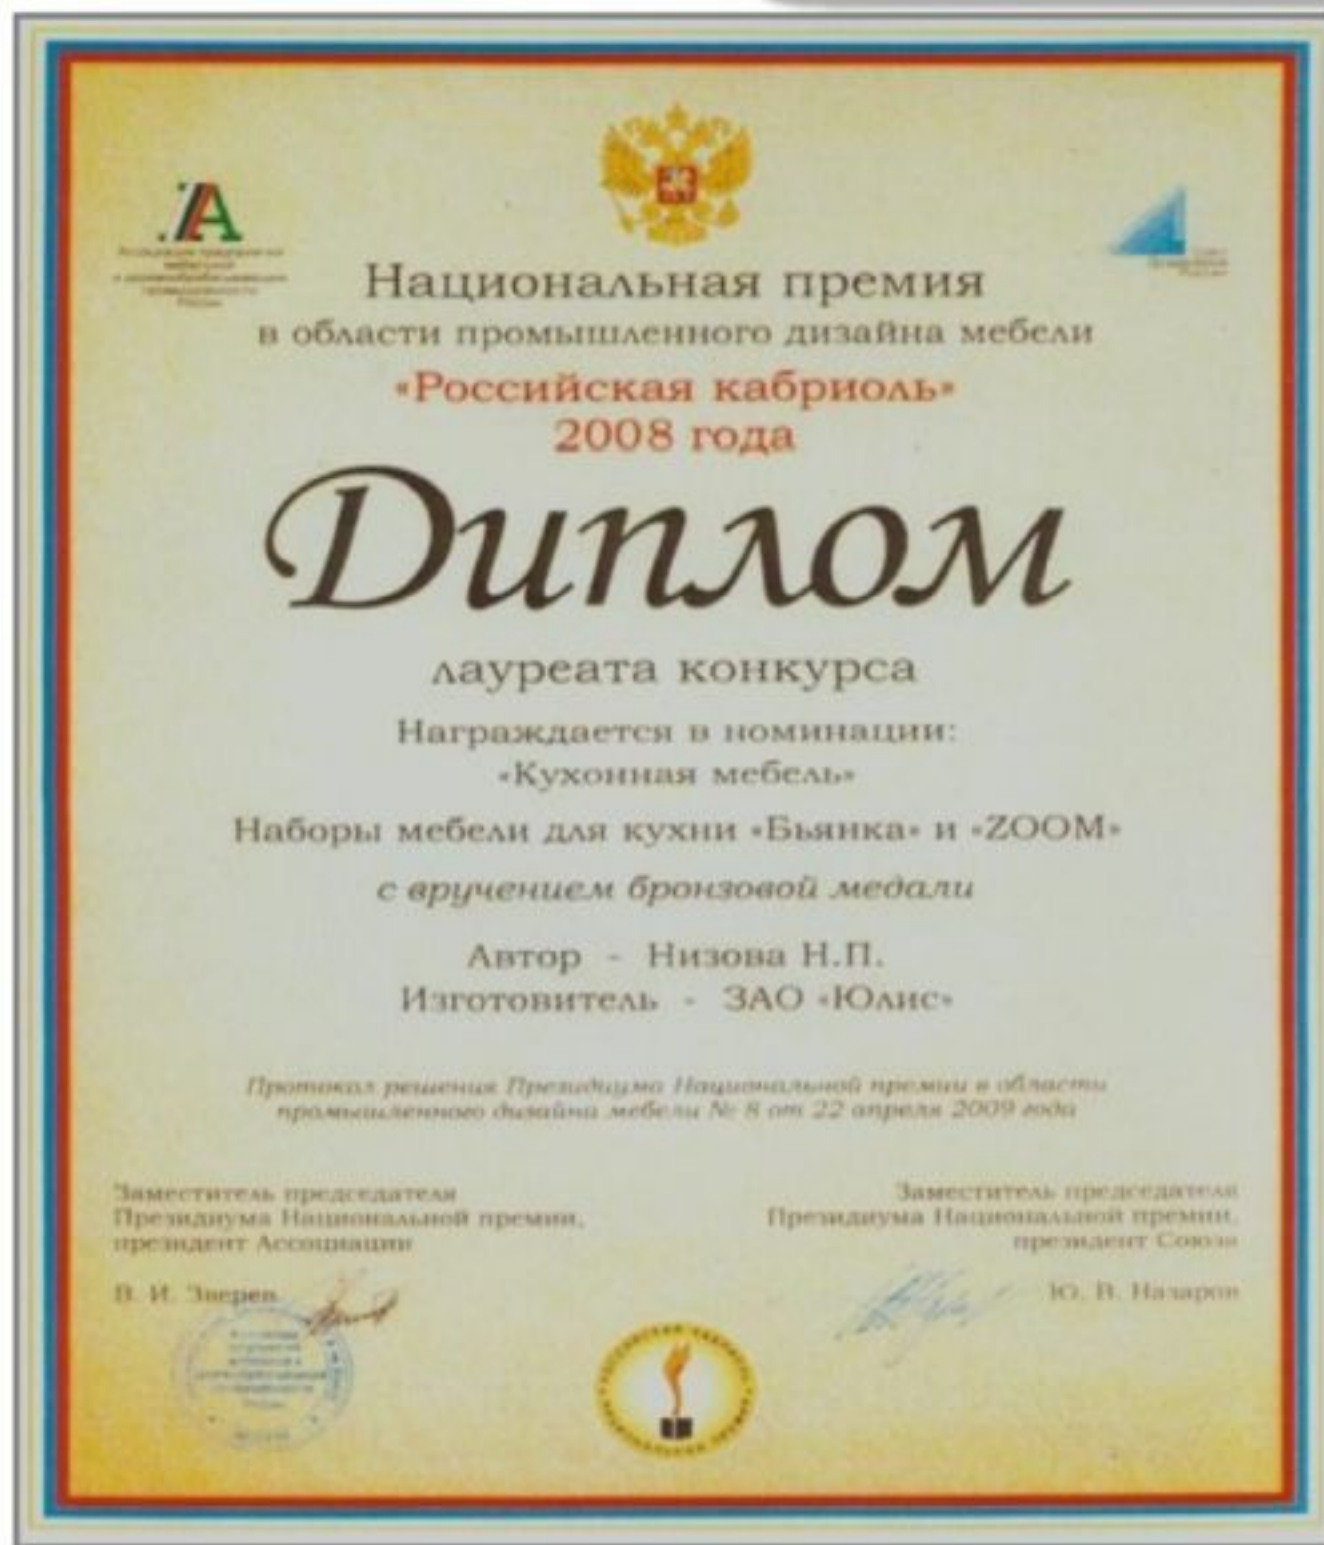 Национальная премия
в области промышленного дизайна мебели
«Российская кабриоль»
2008 года
Диплом
лауреата конкурса
Награждается в номинации:
«Кухонная мебель»
Наборы мебели для кухни «Бьянка» и «ZOOM»
с вручением бронзовой медали
Автор - Низова Н.П.
Изготовитель - ЗАО «Юлис»
Протокол решения Президиума Национальной премии в области
промышленного дизайна мебели № 8 от 22 апреля 2009 года
Заместитель председателя
Президиума Национальной премии,
президент Ассоциации
В. И. Зверев
Заместитель председателя
Президиума Национальной премии,
президент Союза
Ю. В. Назаров